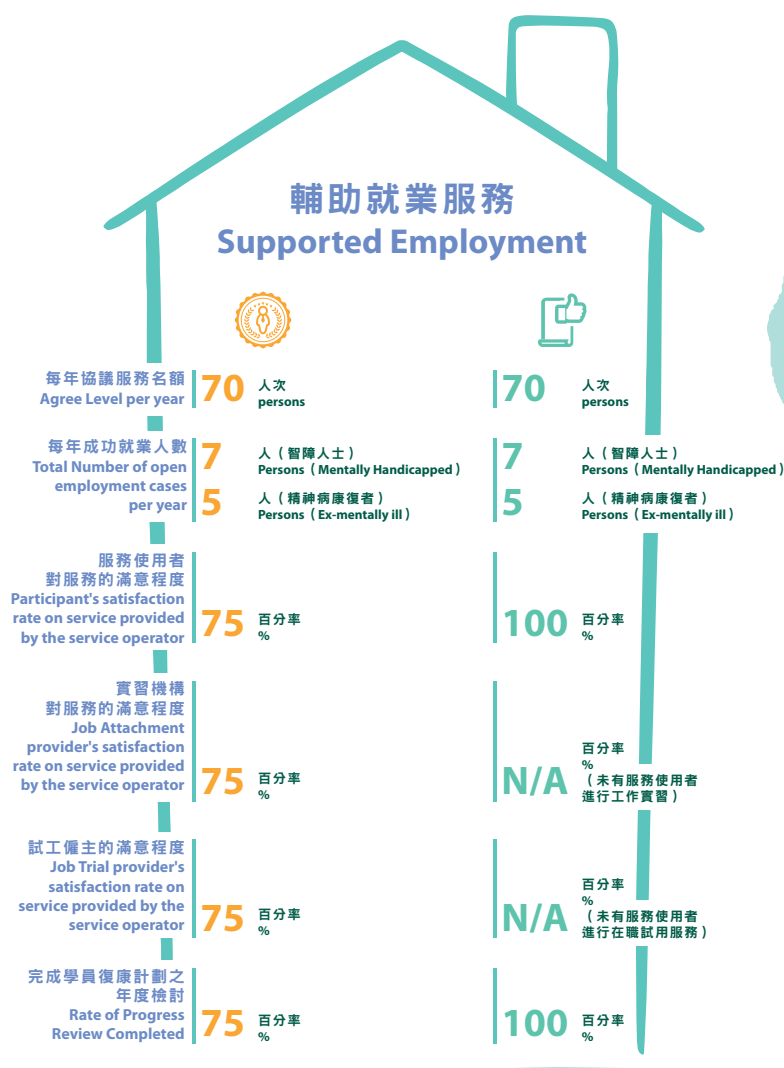 輔助就業服務
Supported Employment
每年協議服務名額
Agree Level per year
70
人次
persons
70
人次
persons
每年成功就業人數
Total Number of open
employment cases
per year
7
人（智障人士）
Persons（Mentally Handicapped）
5
人（精神病康復者）
Persons（Ex-mentally ill）
7
人（智障人士）
Persons（Mentally Handicapped）
5
人（精神病康復者）
Persons（Ex-mentally ill）
服務使用者
對服務的滿意程度
Participant's satisfaction
rate on service provided
by the service operator
75
百分率
%
100
百分率
%
實習機構
對服務的滿意程度
Job Attachment
provider's satisfaction
rate on service provided
by the service operator
75
百分率
%
N/A
百分率
%
（未有服務使用者
進行工作實習）
試工僱主的滿意程度
Job Trial provider's
satisfaction rate on
service provided by the
service operator
75
百分率
%
N/A
百分率
%
（未有服務使用者
進行在職試用服務）
完成學員復康計劃之
年度檢討
Rate of Progress
Review Completed
75
百分率
%
100
百分率
%